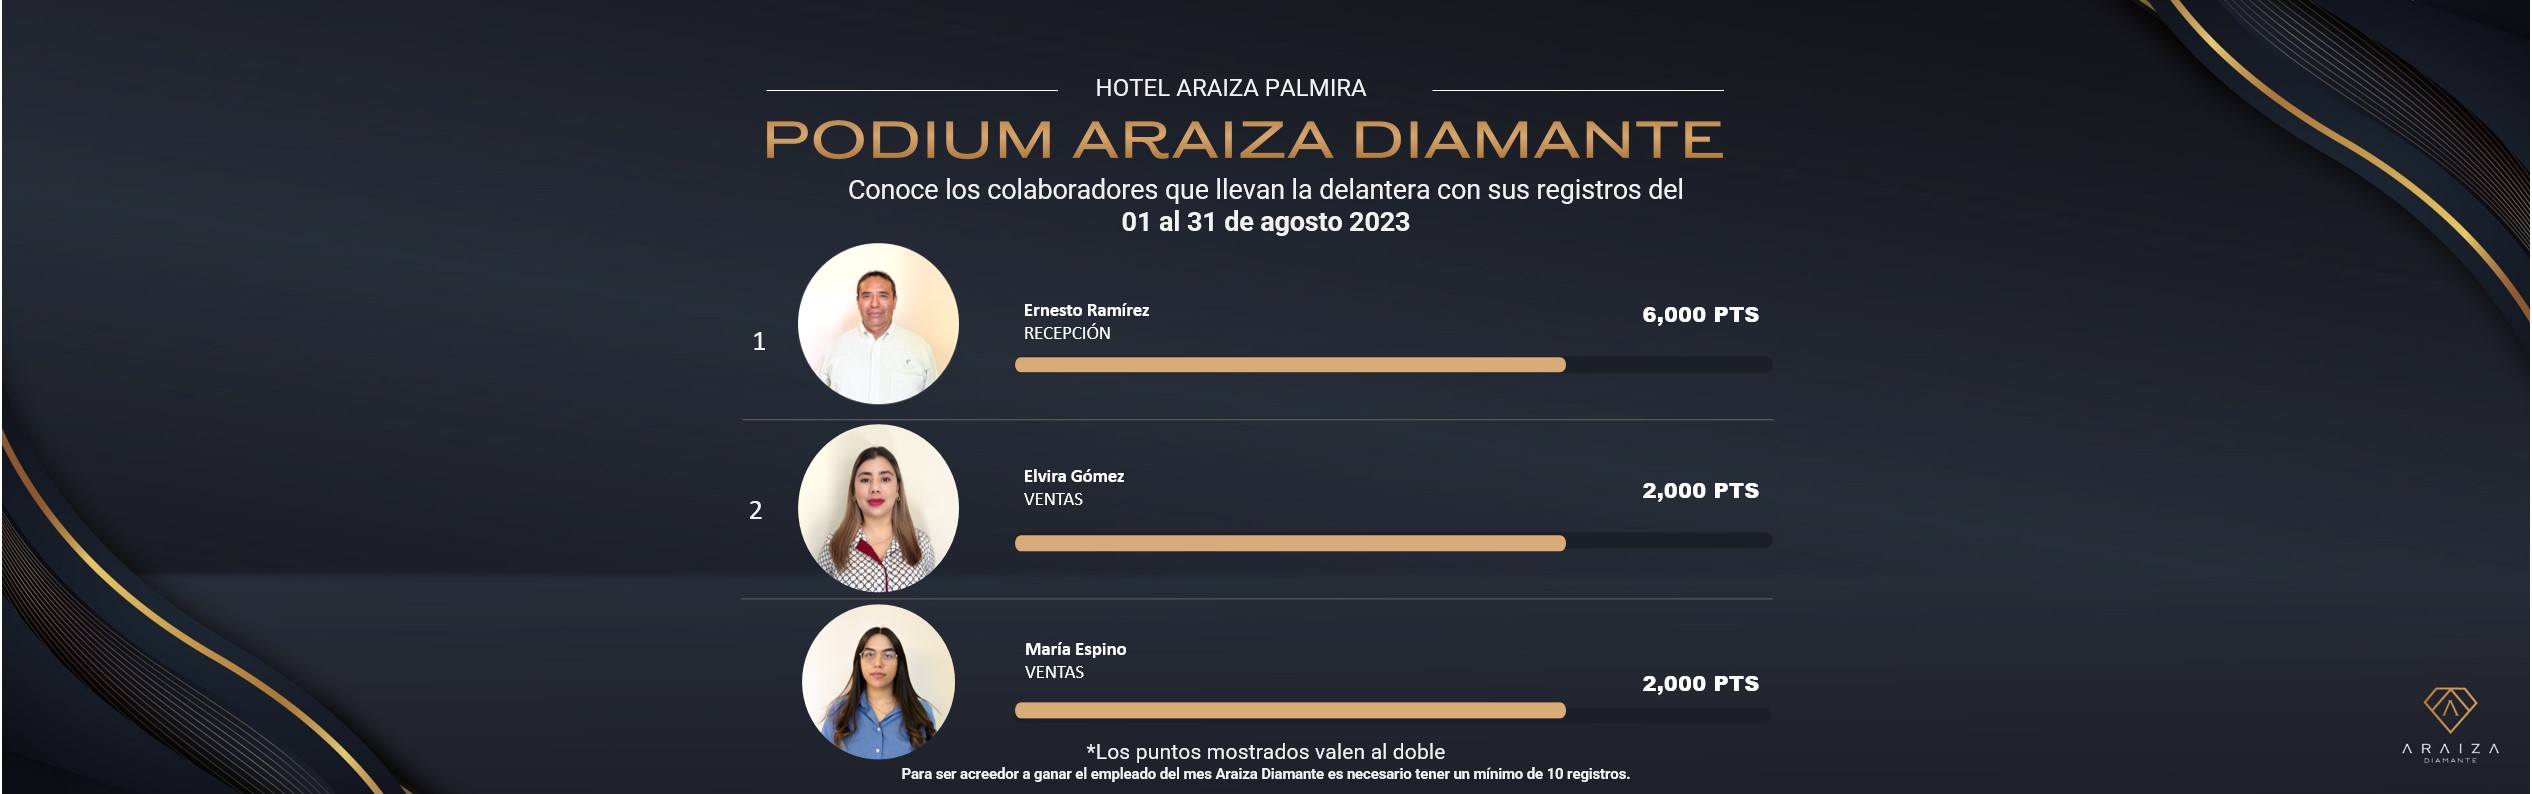 HOTEL ARAIZA PALMIRA
PODIUM ARAIZA DIAMANTE
Conoce los colaboradores que llevan la delantera con sus registros del
01 al 31 de agosto 2023
1
Ernesto Ramírez
RECEPCIÓN
6,000 PTS
2
Elvira Gómez
VENTAS
2,000 PTS
María Espino
VENTAS
2,000 PTS
*Los puntos mostrados valen al doble
Para ser acreedor a ganar el empleado del mes Araiza Diamante es necesario tener un mínimo de 10 registros.
ARAIZA
DIAMANTE